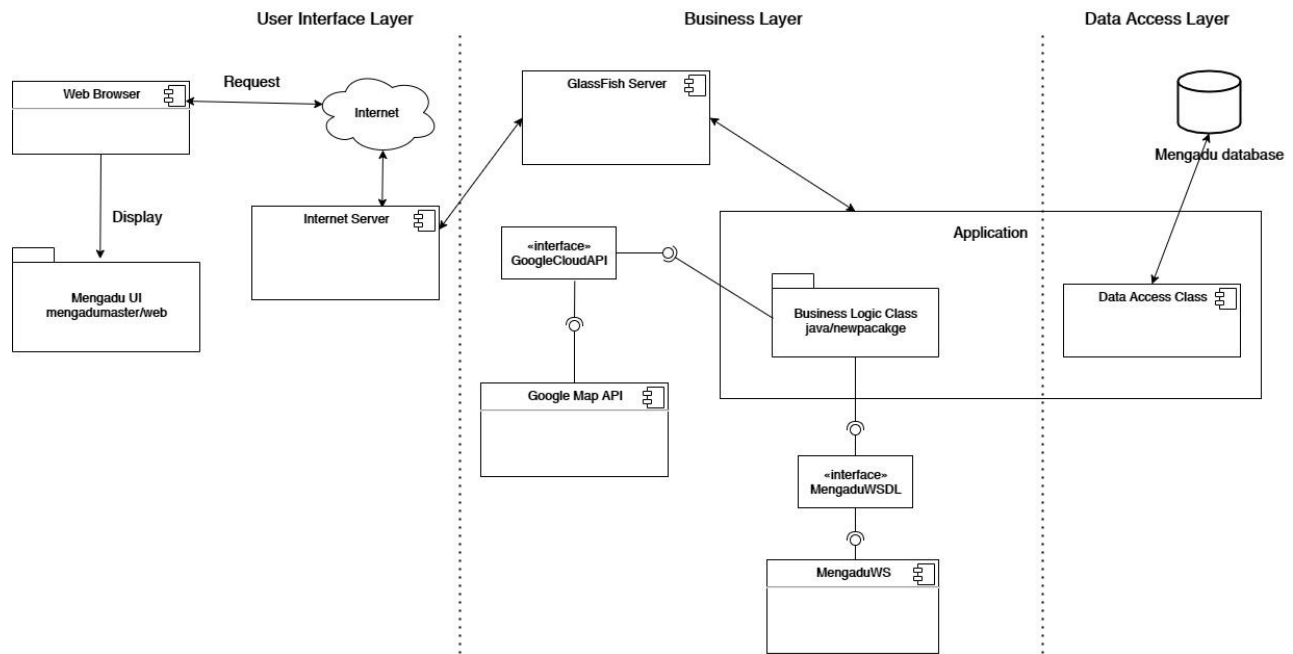 User Interface Layer
Business Layer
Data Access Layer
Web Browser
Request
Internet
GlassFish Server
Mengadu database
Display
Internet Server
Application
«interface»
GoogleCloudAPI
Mengadu UI
mengadumaster/web
Business Logic Class
java/newpacakge
Data Access Class
Google Map API
«interface»
MengaduWSDL
MengaduWS